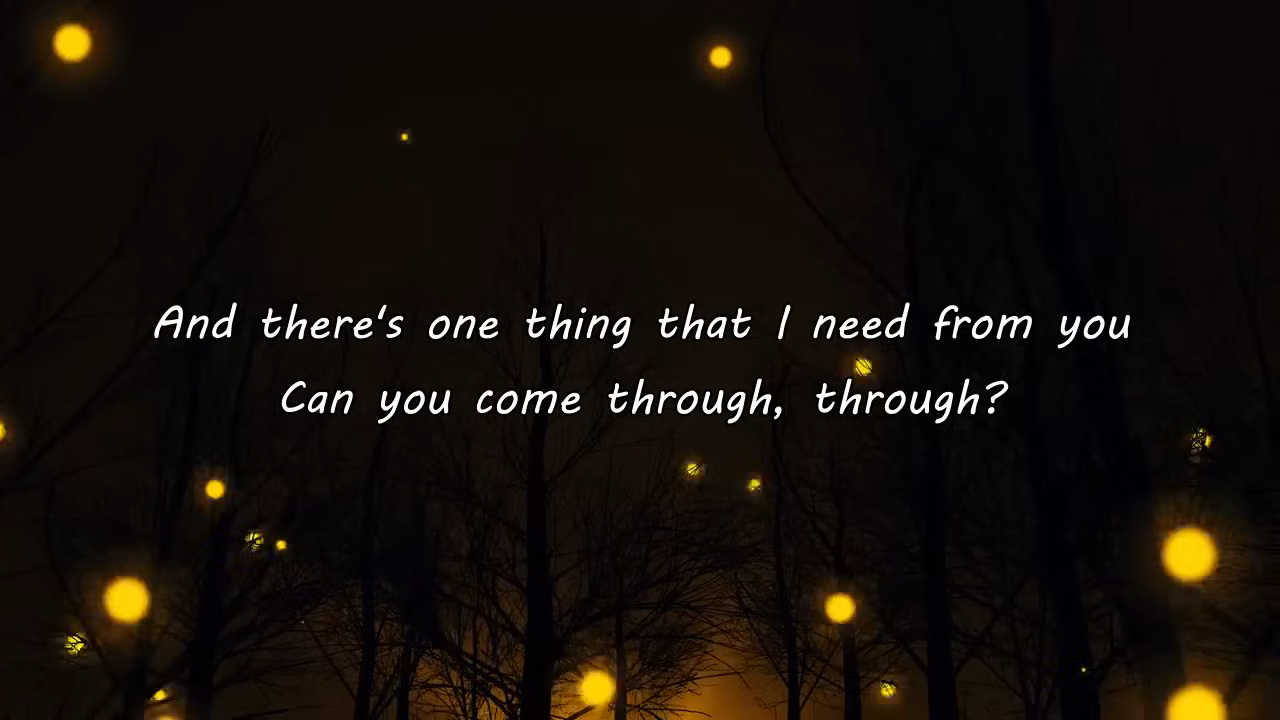 And there's one thing that I need from you
Can you come through, through?